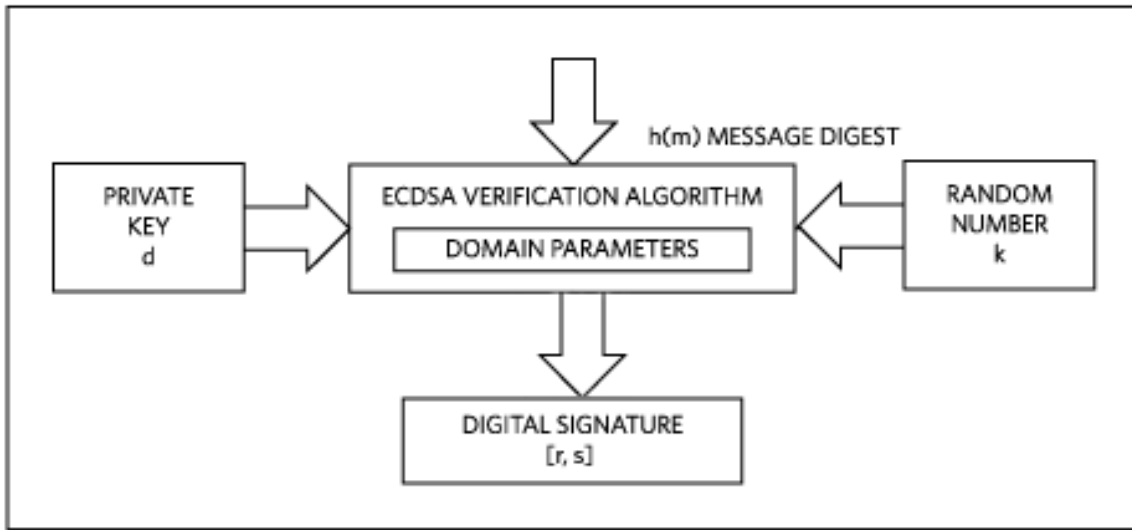 h(m) MESSAGE DIGEST
PRIVATE
KEY
d
ECDSA VERIFICATION ALGORITHM
DOMAIN PARAMETERS
RANDOM
NUMBER
k
DIGITAL SIGNATURE
[r, s]